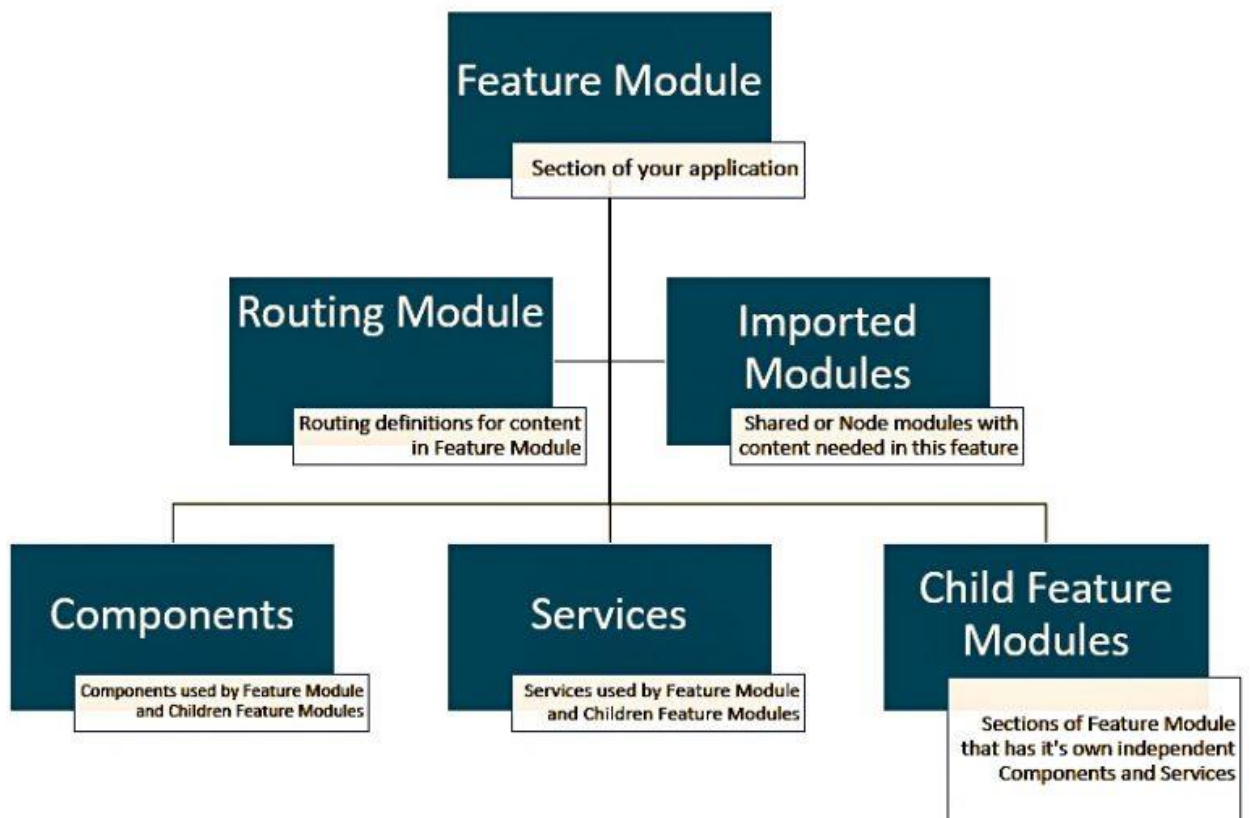 Feature Module
Section of your application
Routing Module
Routing definitions for content
in Feature Module
Imported
Modules
Shared or Node modules with
content needed in this feature
Components
Components used by Feature Module
and Children Feature Modules
Services
Services used by Feature Module
and Children Feature Modules
Child Feature
Modules
Sections of Feature Module
that has it's own independent
Components and Services